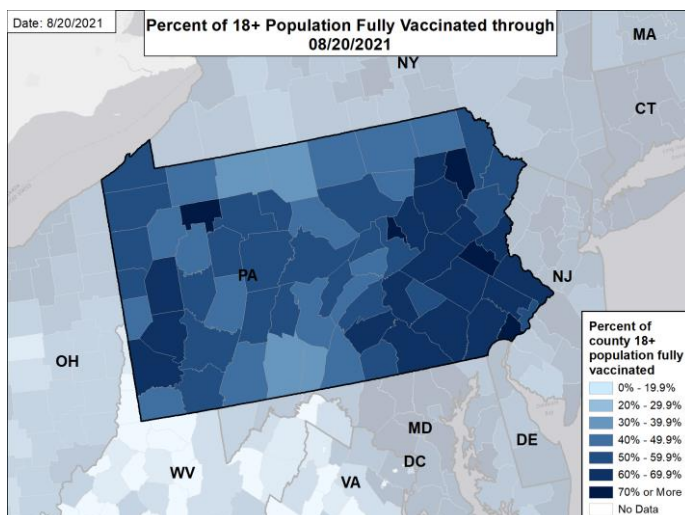 Date: 8/20/2021
Percent of 18+ Population Fully Vaccinated through
08/20/2021
NY
MA
CT
PA
NJ
OH
MD
DE
WV
DC
VA
Percent of
county 18+
population fully
vaccinated
0% - 19.9%
20% - 29.9%
30% - 39.9%
40% - 49.9%
50% - 59.9%
60% - 69.9%
70% or More
No Data